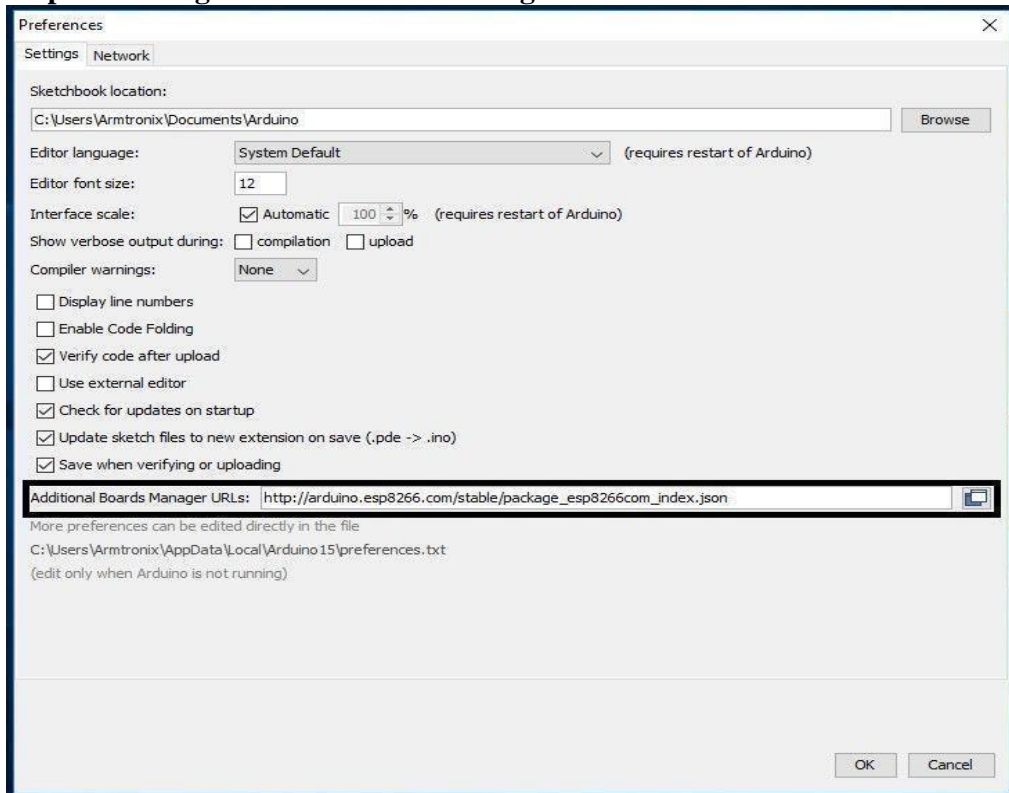 Preferences
Settings Network
Sketchbook location:
C:\Users\Armtronix\Documents\Arduino Browse
Editor language: System Default (requires restart of Arduino)
Editor font size: 12
Interface scale: Automatic 100 % (requires restart of Arduino)
Show verbose output during: compilation upload
Compiler warnings: None
Display line numbers
Enable Code Folding
Verify code after upload
Use external editor
Check for updates on startup
Update sketch files to new extension on save (.pde -> .ino)
Save when verifying or uploading
Additional Boards Manager URLs: http://arduino.esp8266.com/stable/package_esp8266com_index.json
More preferences can be edited directly in the file
C:\Users\Armtronix\AppData\Local\Arduino15\preferences.txt
(edit only when Arduino is not running)
OK Cancel